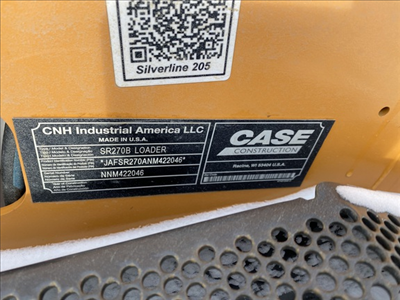 Silverline 205
CNH Industrial America LLC
MADE IN U.S.A.
SR270B LOADER
*JAFSR270ANM422046*
NNM422046
CASE
CONSTRUCTION
Racine, WI 53404 U.S.A.